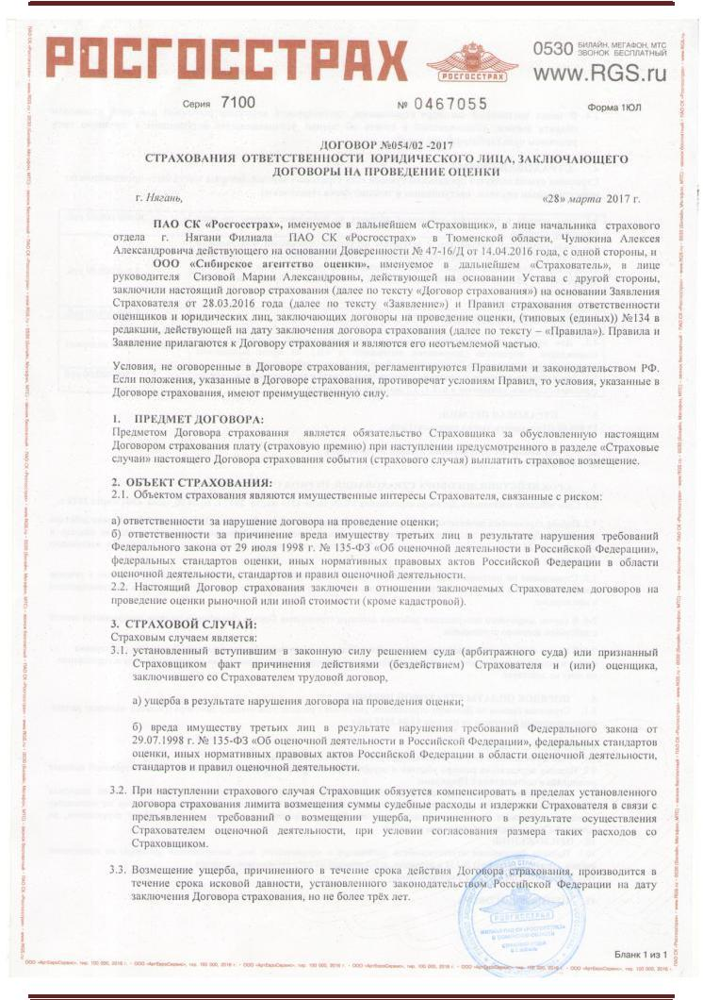 РОСГОССТРАХ
РОСГОССТРАХ
0530 БИЛАЙН, МЕГАФОН, МТС
ЗВОНОК БЕСПЛАТНЫЙ
www.RGS.ru
Серия 7100
№ 0467055
Форма 1ЮЛ
ДОГОВОР №054/02 -2017
СТРАХОВАНИЯ ОТВЕТСТВЕННОСТИ ЮРИДИЧЕСКОГО ЛИЦА, ЗАКЛЮЧАЮЩЕГО
ДОГОВОРЫ НА ПРОВЕДЕНИЕ ОЦЕНКИ
г. Нягань, «28» марта 2017 г.
ПАО СК «Росгосстрах», именуемое в дальнейшем «Страховщик», в лице начальника страхового
отдела г. Нягани Филиала ПАО СК «Росгосстрах» в Тюменской области, Чулюкина Алексея
Александровича действующего на основании Доверенности № 47-16/Д от 14.04.2016 года, с одной стороны, и
ООО «Сибирское агентство оценки», именуемое в дальнейшем «Страхователь», в лице
руководителя Сизовой Марии Александровны, действующей на основании Устава с другой стороны,
заключили настоящий договор страхования (далее по тексту «Договор страхования») на основании Заявления
Страхователя от 28.03.2016 года (далее по тексту «Заявление») и Правил страхования ответственности
оценщиков и юридических лиц, заключающих договоры на проведение оценки, (типовых (единых)) №134 в
редакции, действующей на дату заключения договора страхования (далее по тексту – «Правила»). Правила и
Заявление прилагаются к Договору страхования и являются его неотъемлемой частью.
Условия, не оговоренные в Договоре страхования, регламентируются Правилами и законодательством РФ.
Если положения, указанные в Договоре страхования, противоречат условиям Правил, то условия, указанные в
Договоре страхования, имеют преимущественную силу.
1. ПРЕДМЕТ ДОГОВОРА:
Предметом Договора страхования является обязательство Страховщика за обусловленную настоящим
Договором страхования плату (страховую премию) при наступлении предусмотренного в разделе «Страховые
случаи» настоящего Договора страхования события (страхового случая) выплатить страховое возмещение.
2. ОБЪЕКТ СТРАХОВАНИЯ:
2.1. Объектом страхования являются имущественные интересы Страхователя, связанные с риском:
а) ответственности за нарушение договора на проведение оценки;
б) ответственности за причинение вреда имуществу третьих лиц в результате нарушения требований
Федерального закона от 29 июля 1998 г. № 135-ФЗ «Об оценочной деятельности в Российской Федерации»,
федеральных стандартов оценки, иных нормативных правовых актов Российской Федерации в области
оценочной деятельности, стандартов и правил оценочной деятельности.
2.2. Настоящий Договор страхования заключен в отношении заключаемых Страхователем договоров на
проведение оценки рыночной или иной стоимости (кроме кадастровой).
3. СТРАХОВОЙ СЛУЧАЙ:
Страховым случаем является:
3.1. установленный вступившим в законную силу решением суда (арбитражного суда) или признанный
Страховщиком факт причинения действиями (бездействием) Страхователя и (или) оценщика,
заключившего со Страхователем трудовой договор,
а) ущерба в результате нарушения договора на проведения оценки;
б) вреда имуществу третьих лиц в результате нарушения требований Федерального закона от
29.07.1998 г. № 135-ФЗ «Об оценочной деятельности в Российской Федерации», федеральных стандартов
оценки, иных нормативных правовых актов Российской Федерации в области оценочной деятельности,
стандартов и правил оценочной деятельности.
3.2. При наступлении страхового случая Страховщик обязуется компенсировать в пределах установленного
договора страхования лимита возмещения суммы судебные расходы и издержки Страхователя в связи с
предъявлением требований о возмещении ущерба, причиненного в результате осуществления
Страхователем оценочной деятельности, при условии согласования размера таких расходов со
Страховщиком.
3.3. Возмещение ущерба, причиненного в течение срока действия Договора страхования, производится в
течение срока исковой давности, установленного законодательством Российской Федерации на дату
заключения Договора страхования, но не более трёх лет.
РОСГОССТРАХ
Бланк 1 из 1